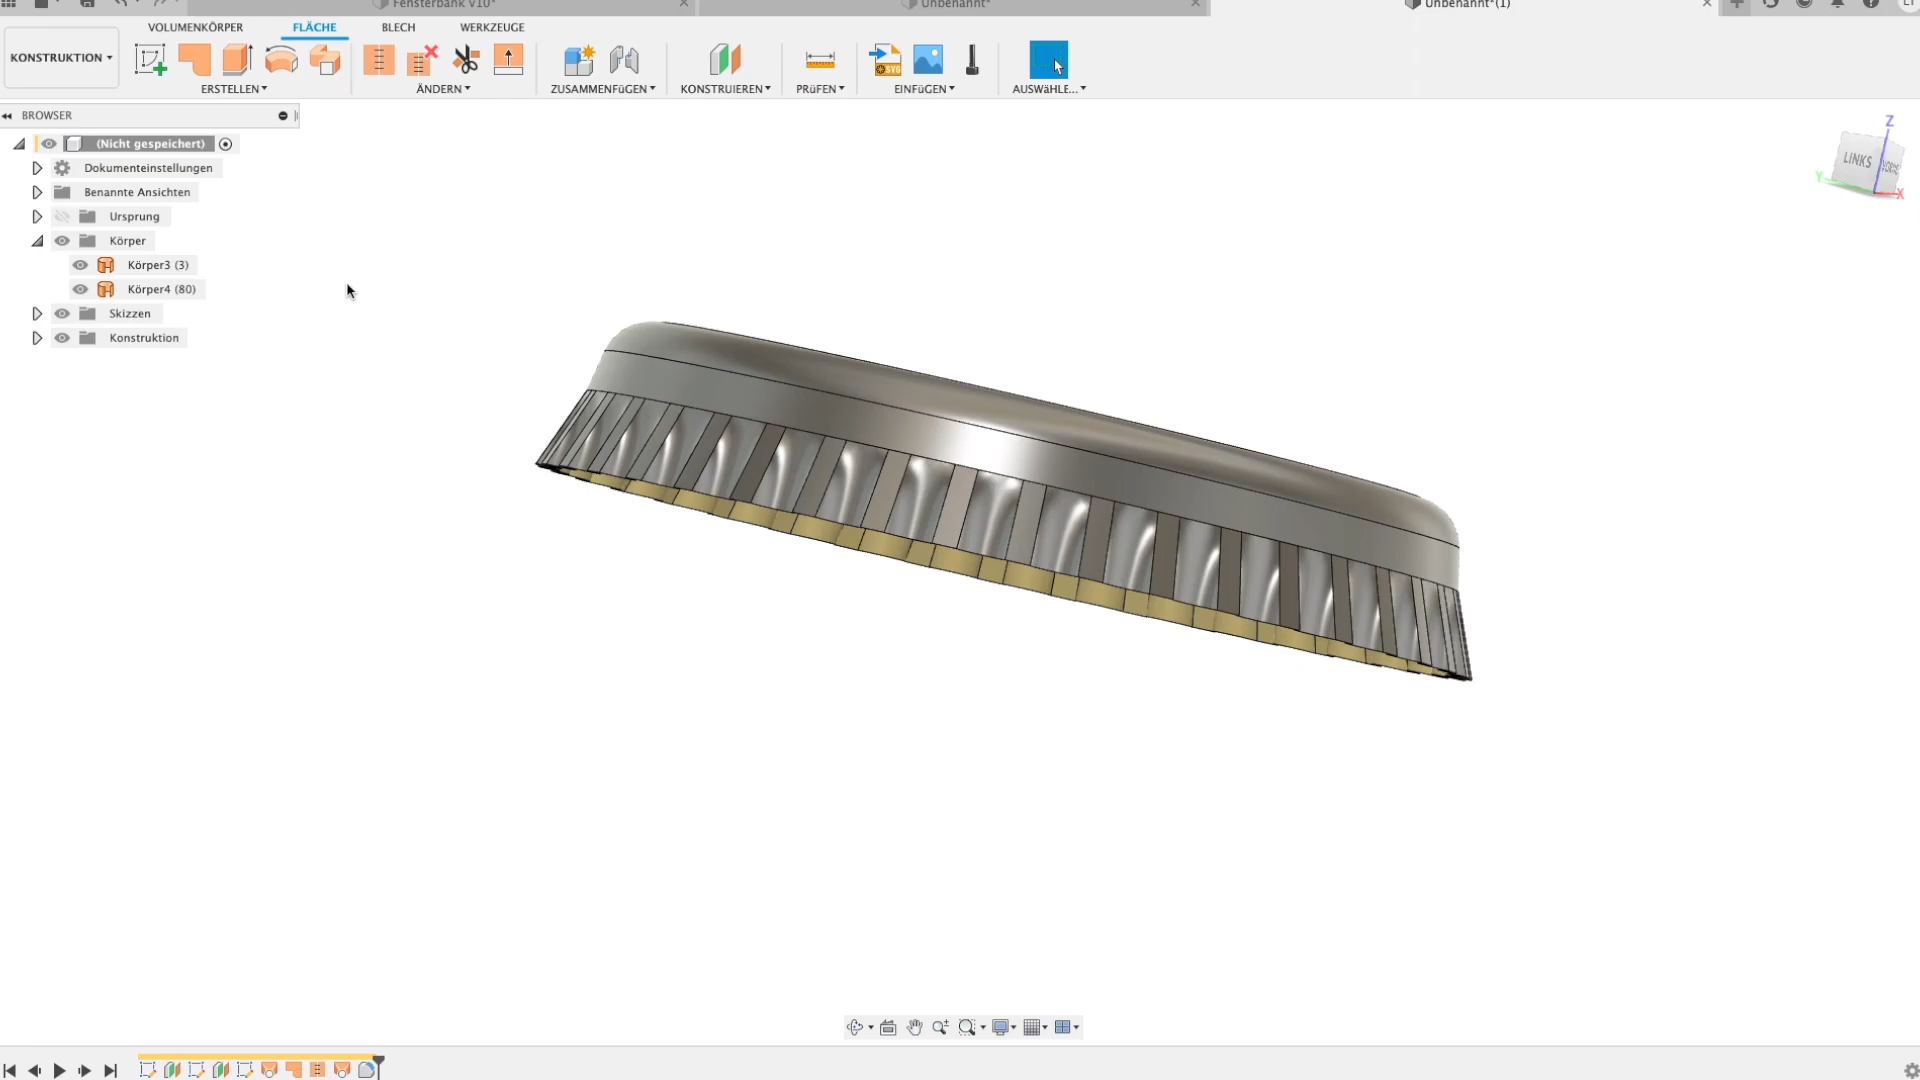 Fensterbank v10*
Unbenannt*
Unbenannt*(1)
VOLUMENKÖRPER
FLÄCHE
BLECH
WERKZEUGE
KONSTRUKTION
ERSTELLEN
ÄNDERN
ZUSAMMENFÜGEN
KONSTRUIEREN
PRÜFEN
EINFÜGEN
AUSWÄHLE...
BROWSER
(Nicht gespeichert)
Dokumenteinstellungen
Benannte Ansichten
Ursprung
Körper
Körper3 (3)
Körper4 (80)
Skizzen
Konstruktion
Z
LINKS
Y
X
SVG